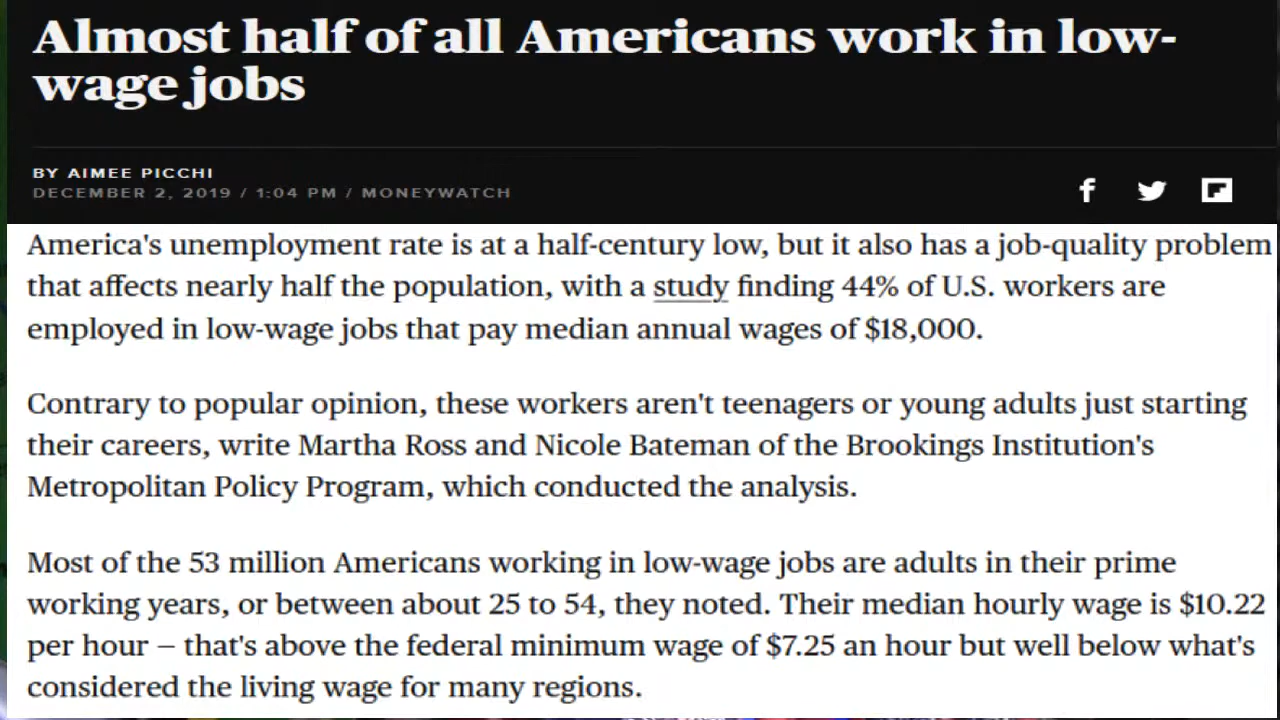 Almost half of all Americans work in low-
wage jobs
BY AIMEE PICCHI
DECEMBER 2, 2019 / 1:04 PM / MONEYWATCH
America's unemployment rate is at a half-century low, but it also has a job-quality problem
that affects nearly half the population, with a study finding 44% of U.S. workers are
employed in low-wage jobs that pay median annual wages of $18,000.
Contrary to popular opinion, these workers aren't teenagers or young adults just starting
their careers, write Martha Ross and Nicole Bateman of the Brookings Institution's
Metropolitan Policy Program, which conducted the analysis.
Most of the 53 million Americans working in low-wage jobs are adults in their prime
working years, or between about 25 to 54, they noted. Their median hourly wage is $10.22
per hour – that's above the federal minimum wage of $7.25 an hour but well below what's
considered the living wage for many regions.